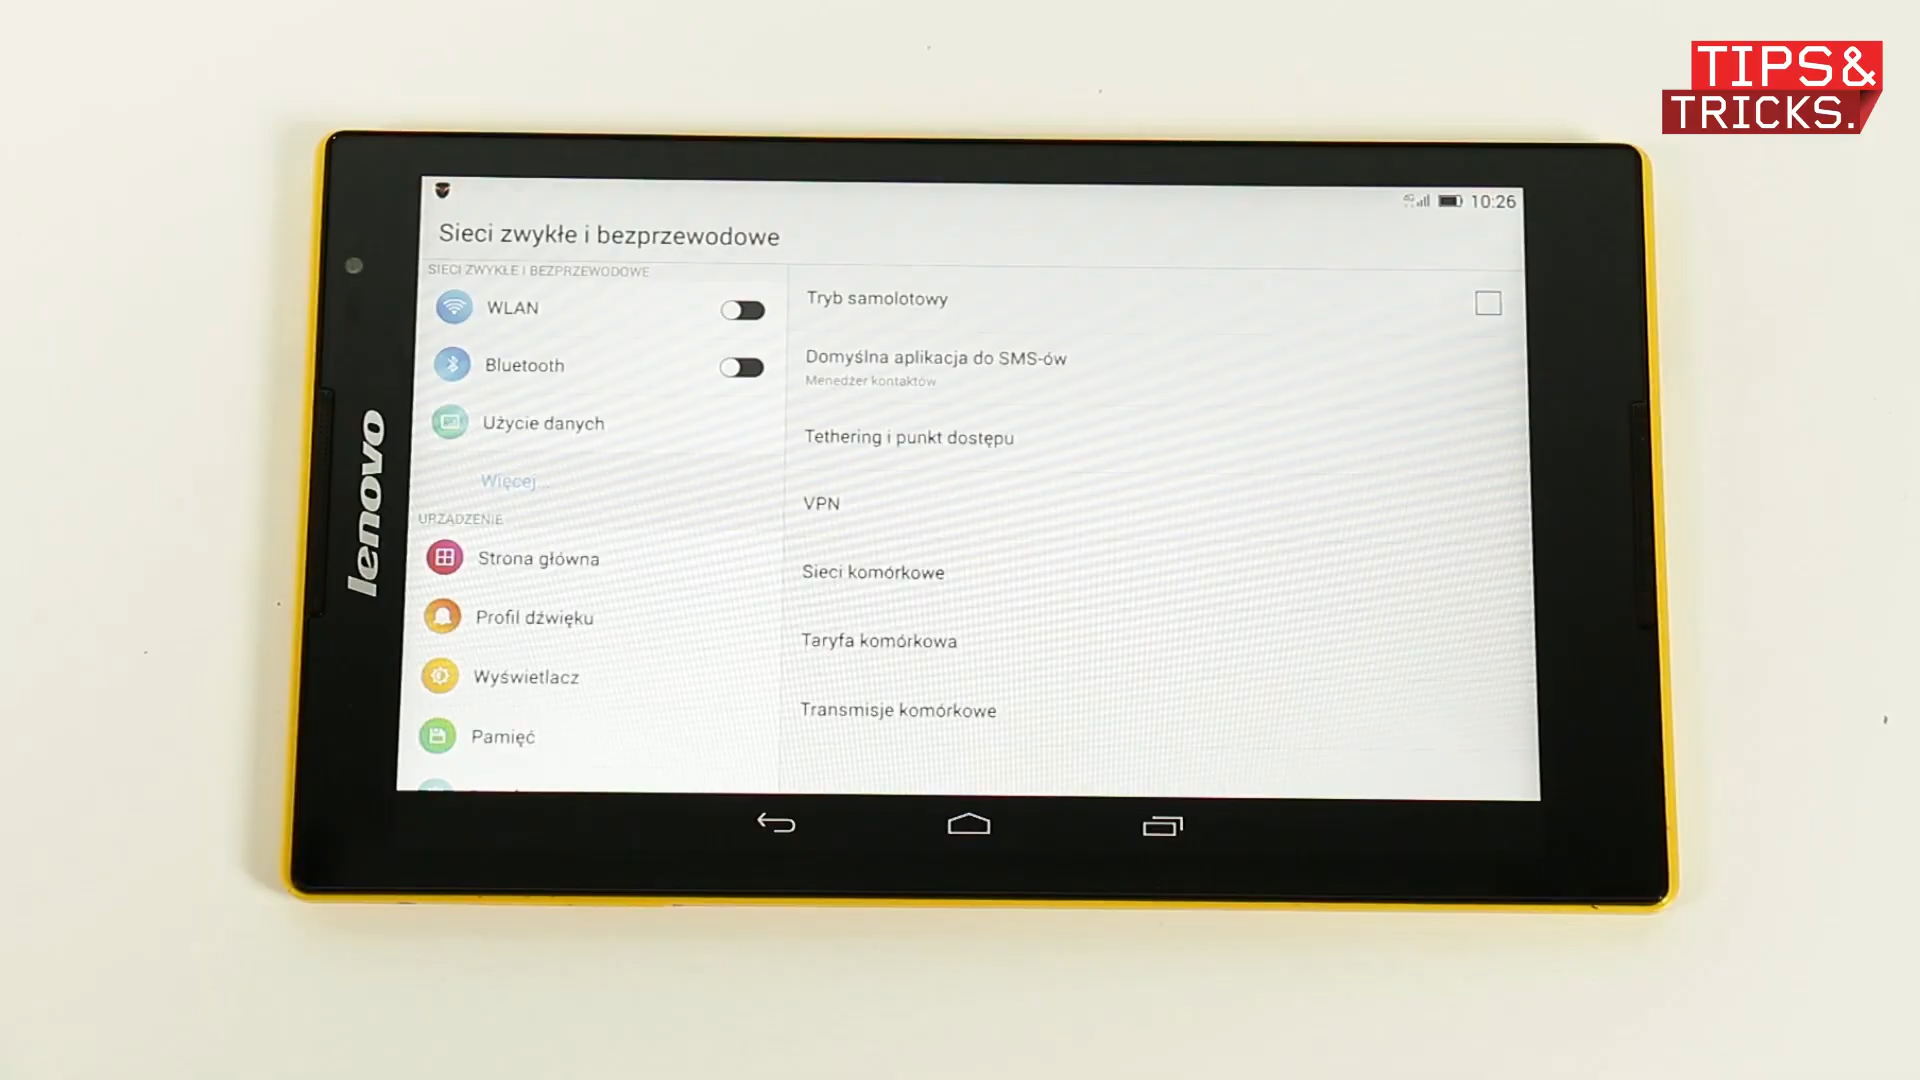 TIPS&
TRICKS.
lenovo
4G
10:26
Sieci zwykłe i bezprzewodowe
SIECI ZWYKŁE I BEZPRZEWODOWE
WLAN
Bluetooth
Użycie danych
Więcej...
URZĄDZENIE
Strona główna
Profil dźwięku
Wyświetlacz
Pamięć
Tryb samolotowy
Domyślna aplikacja do SMS-ów
Menedżer kontaktów
Tethering i punkt dostępu
VPN
Sieci komórkowe
Taryfa komórkowa
Transmisje komórkowe